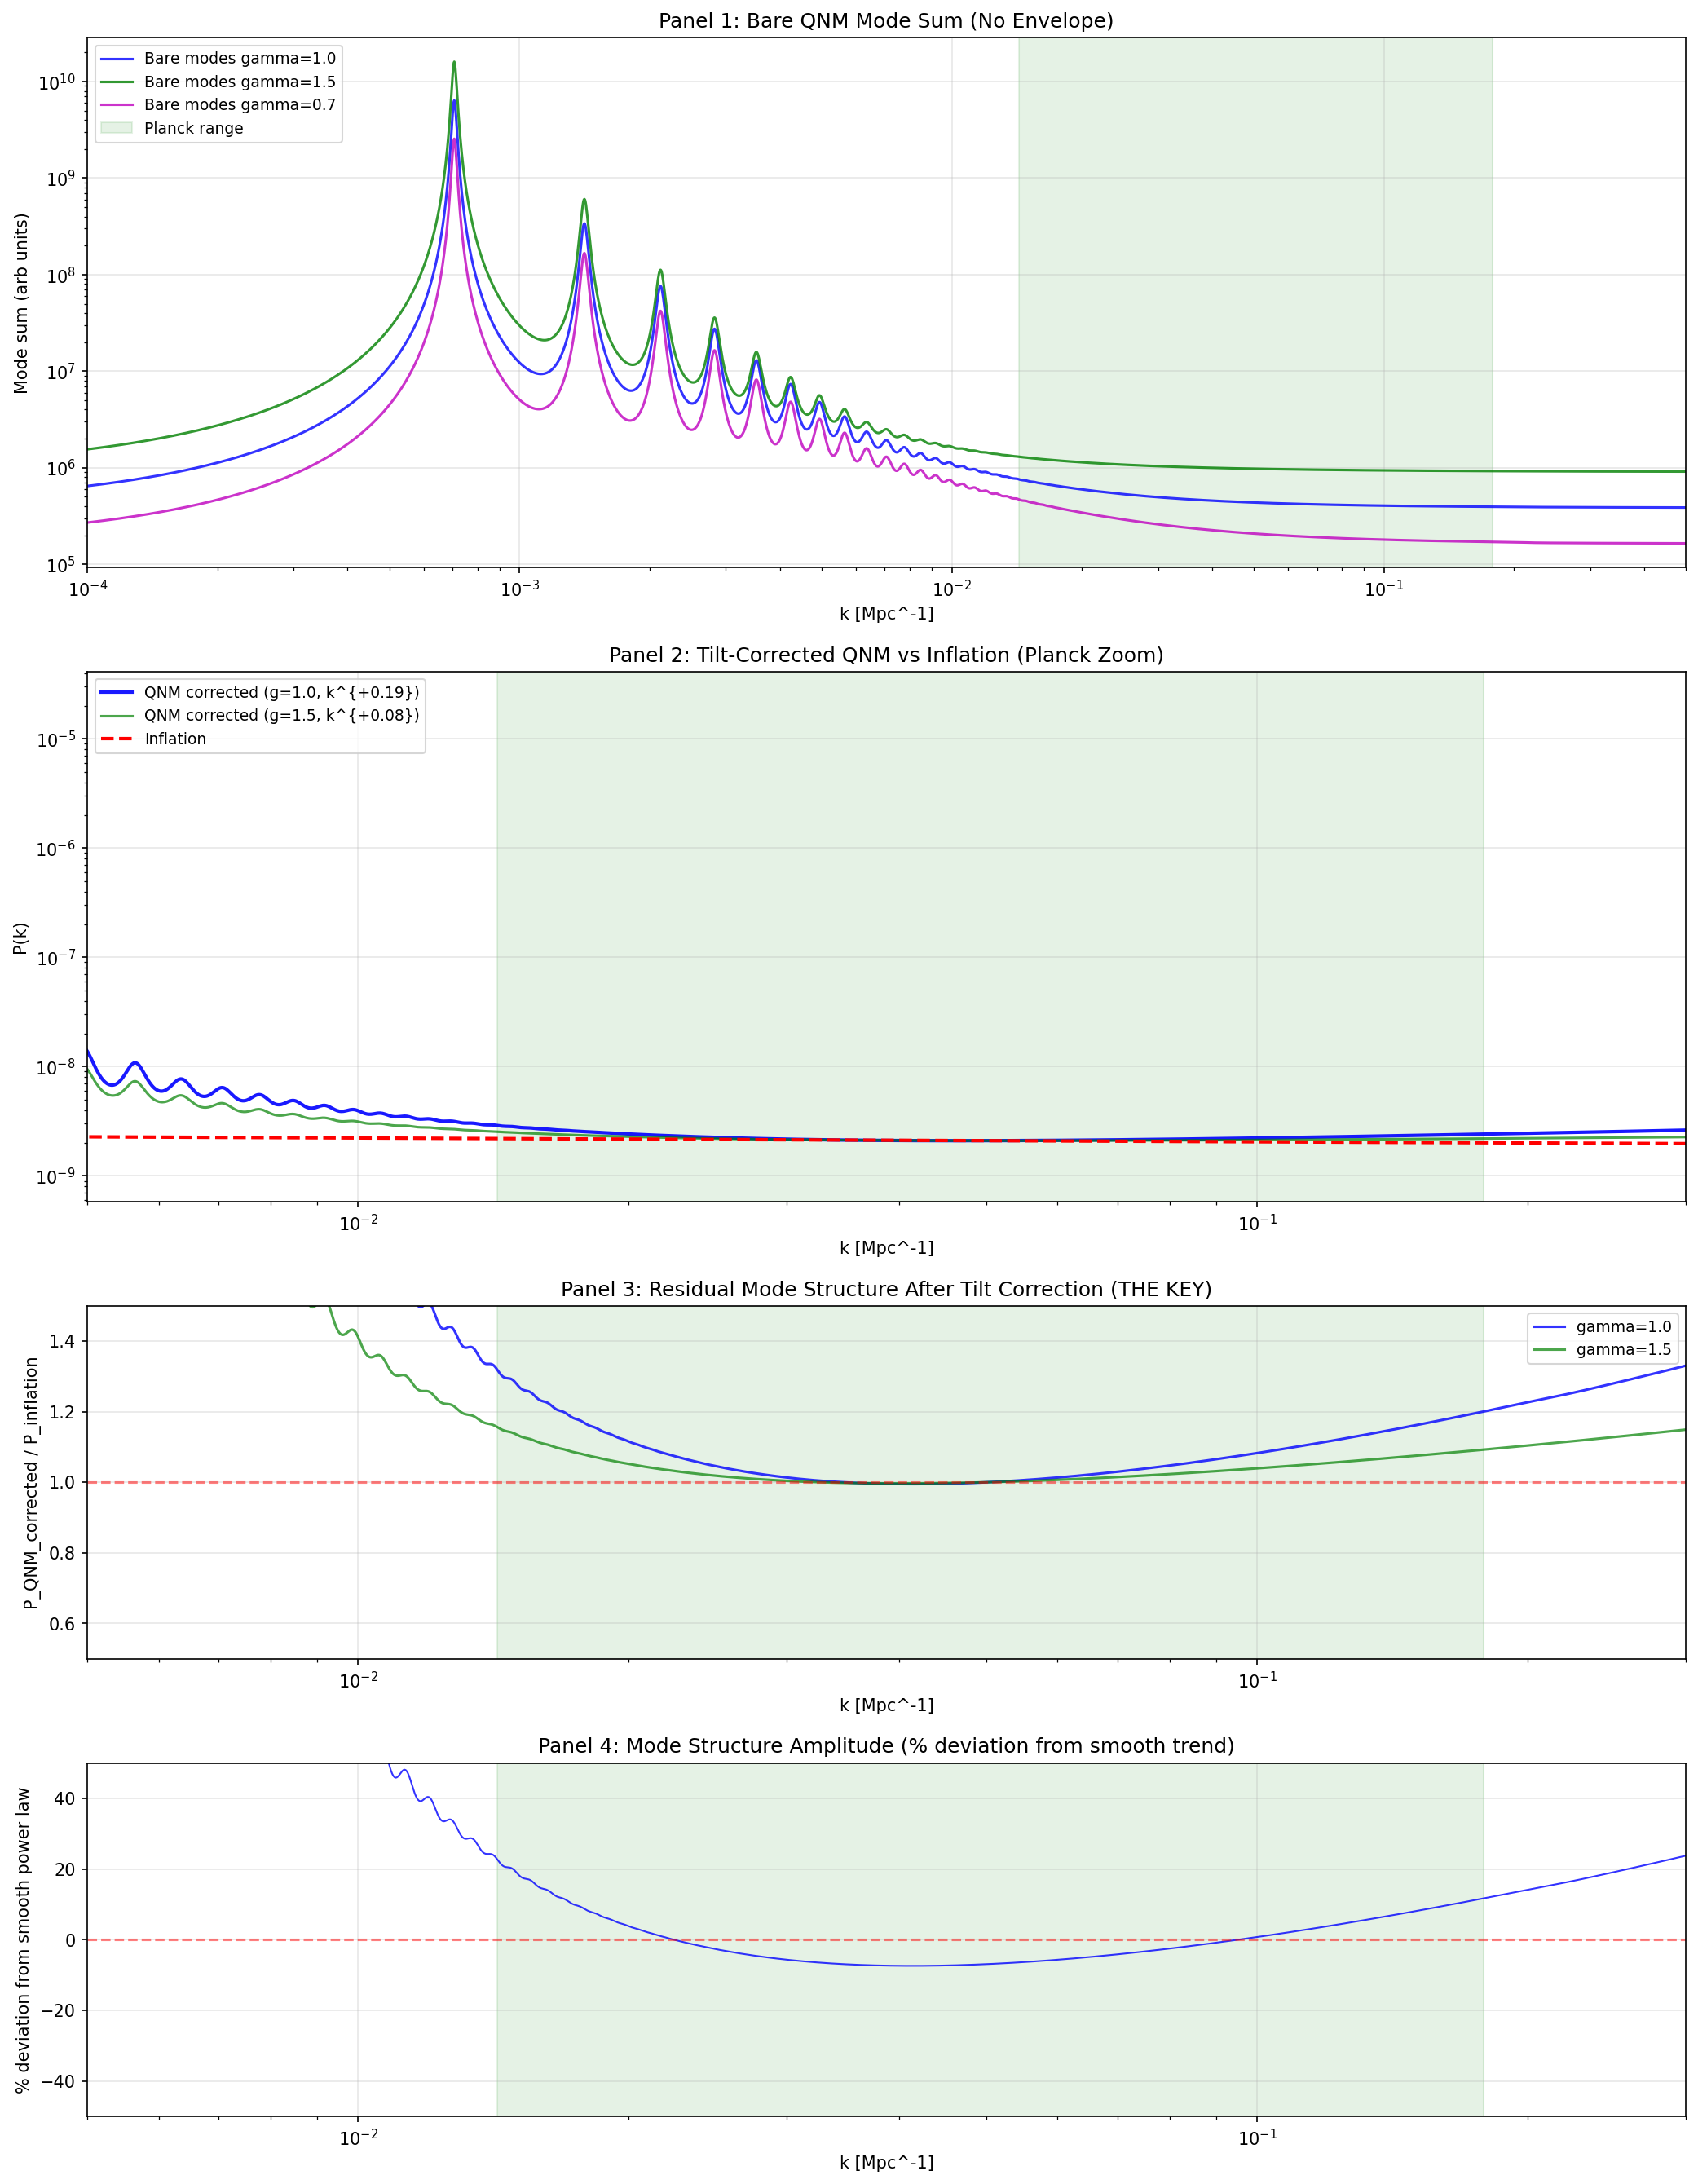 Panel 1: Bare QNM Mode Sum (No Envelope)
Bare modes gamma=1.0
Bare modes gamma=1.5
Bare modes gamma=0.7
Planck range
Mode sum (arb units)
10^10
10^9
10^8
10^7
10^6
10^5
10^−4
10^−3
10^−2
10^−1
k [Mpc^-1]
Panel 2: Tilt-Corrected QNM vs Inflation (Planck Zoom)
QNM corrected (g=1.0, k^{+0.19})
QNM corrected (g=1.5, k^{+0.08})
Inflation
P(k)
10^−5
10^−6
10^−7
10^−8
10^−9
10^−2
10^−1
k [Mpc^-1]
Panel 3: Residual Mode Structure After Tilt Correction (THE KEY)
gamma=1.0
gamma=1.5
P_QNM_corrected / P_inflation
1.4
1.2
1.0
0.8
0.6
10^−2
10^−1
k [Mpc^-1]
Panel 4: Mode Structure Amplitude (% deviation from smooth trend)
% deviation from smooth power law
40
20
0
−20
−40
10^−2
10^−1
k [Mpc^-1]